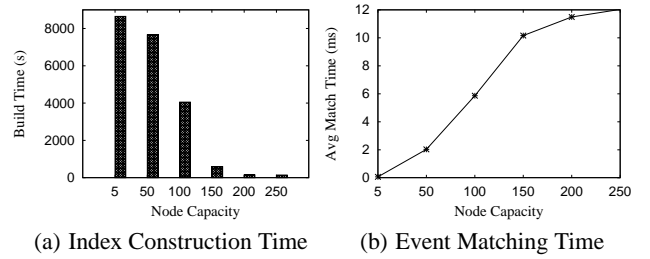 8000
6000
4000
2000
0
Build Time (s)
5 50 100 150 200 250
Node Capacity
(a) Index Construction Time
12
10
8
6
4
2
0
Avg Match Time (ms)
5 50 100 150 200 250
Node Capacity
(b) Event Matching Time